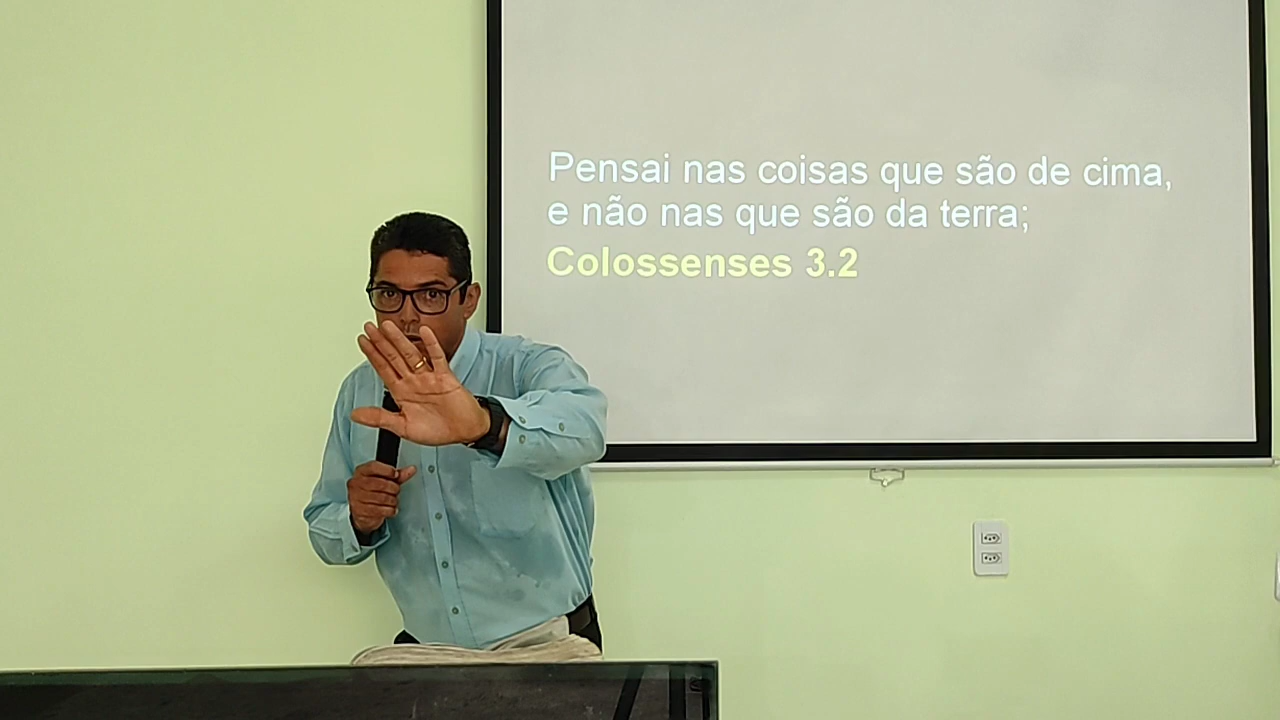 Pensai nas coisas que são de cima,
e não nas que são da terra;
Colossenses 3.2